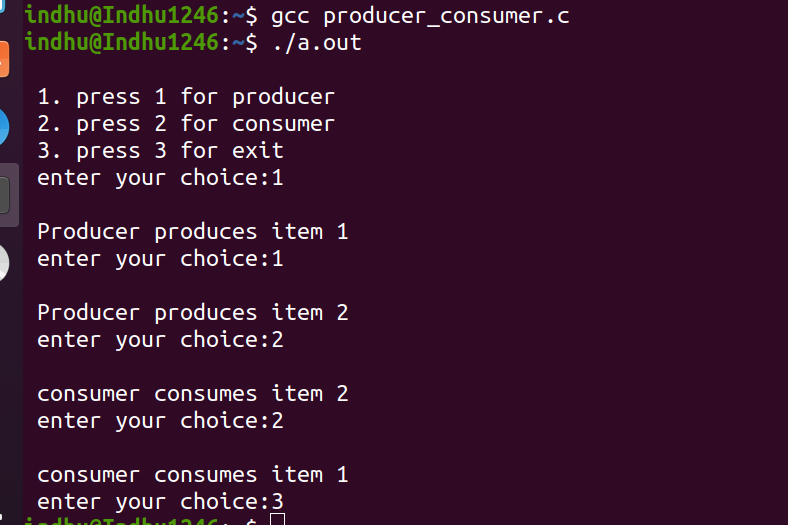 indhu@Indhu1246:~$ gcc producer_consumer.c
indhu@Indhu1246:~$ ./a.out
1. press 1 for producer
2. press 2 for consumer
3. press 3 for exit
enter your choice:1
Producer produces item 1
enter your choice:1
Producer produces item 2
enter your choice:2
consumer consumes item 2
enter your choice:2
consumer consumes item 1
enter your choice:3
indhu@Indhu1246:~$